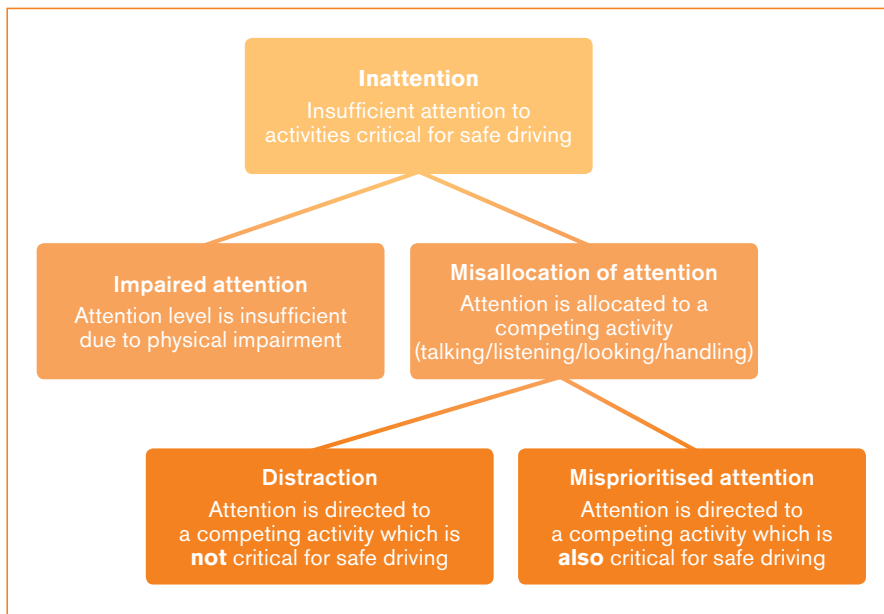 Inattention
Insufficient attention to
activities critical for safe driving
Impaired attention
Attention level is insufficient
due to physical impairment
Misallocation of attention
Attention is allocated to a
competing activity
(talking/listening/looking/handling)
Distraction
Attention is directed to
a competing activity which is
not critical for safe driving
Misprioritised attention
Attention is directed to
a competing activity which is
also critical for safe driving